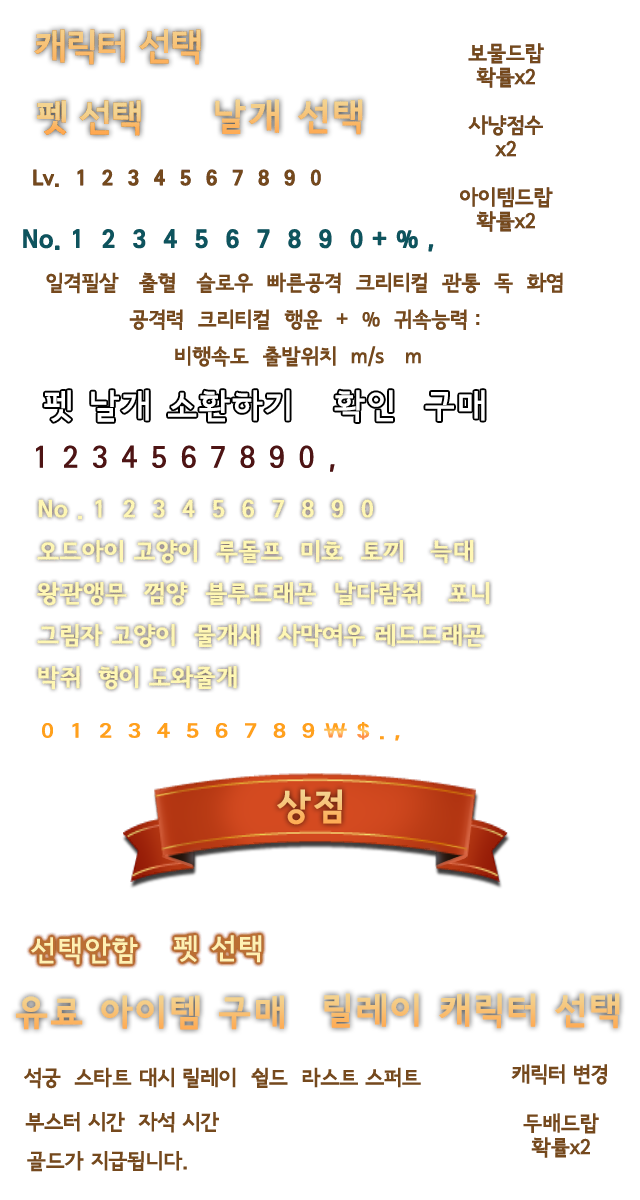 캐릭터 선택
보물드랍
확률x2
펫 선택 날개 선택
사냥점수
x2
Lv. 1 2 3 4 5 6 7 8 9 0
아이템드랍
확률x2
No. 1 2 3 4 5 6 7 8 9 0 + % ,
일격필살 출혈 슬로우 빠른공격 크리티컬 관통 독 화염
공격력 크리티컬 행운 + % 귀속능력 :
비행속도 출발위치 m/s m
펫 날개 소환하기 확인 구매
1 2 3 4 5 6 7 8 9 0 ,
No . 1 2 3 4 5 6 7 8 9 0
오드아이 고양이 루돌프 미호 토끼 늑대
왕관앵무 껌양 블루드래곤 날다람쥐 포니
그림자 고양이 물개새 사막여우 레드드래곤
박쥐 형이 도와줄개
0 1 2 3 4 5 6 7 8 9 ₩ $ . ,
상점
선택안함 펫 선택
유료 아이템 구매 릴레이 캐릭터 선택
석궁 스타트 대시 릴레이 쉴드 라스트 스퍼트
캐릭터 변경
부스터 시간 자석 시간
두배드랍
확률x2
골드가 지급됩니다.